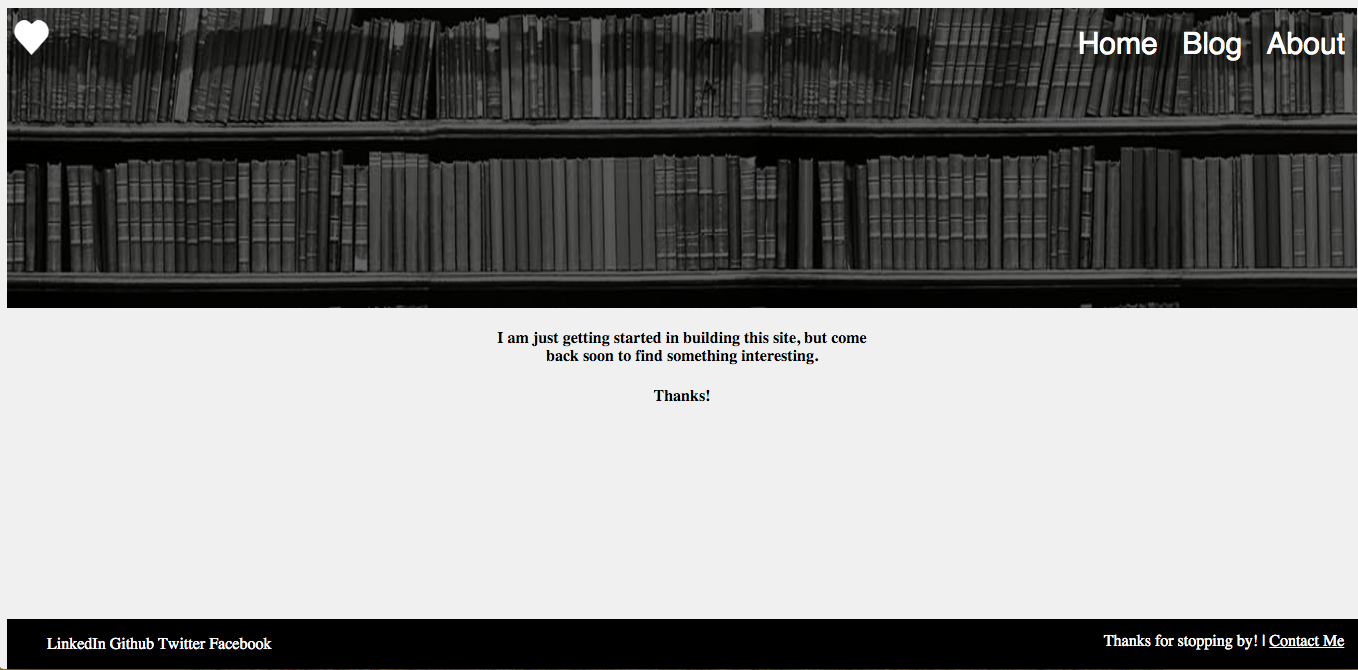 Home Blog About
I am just getting started in building this site, but come
back soon to find something interesting.
Thanks!
LinkedIn Github Twitter Facebook
Thanks for stopping by! | Contact Me